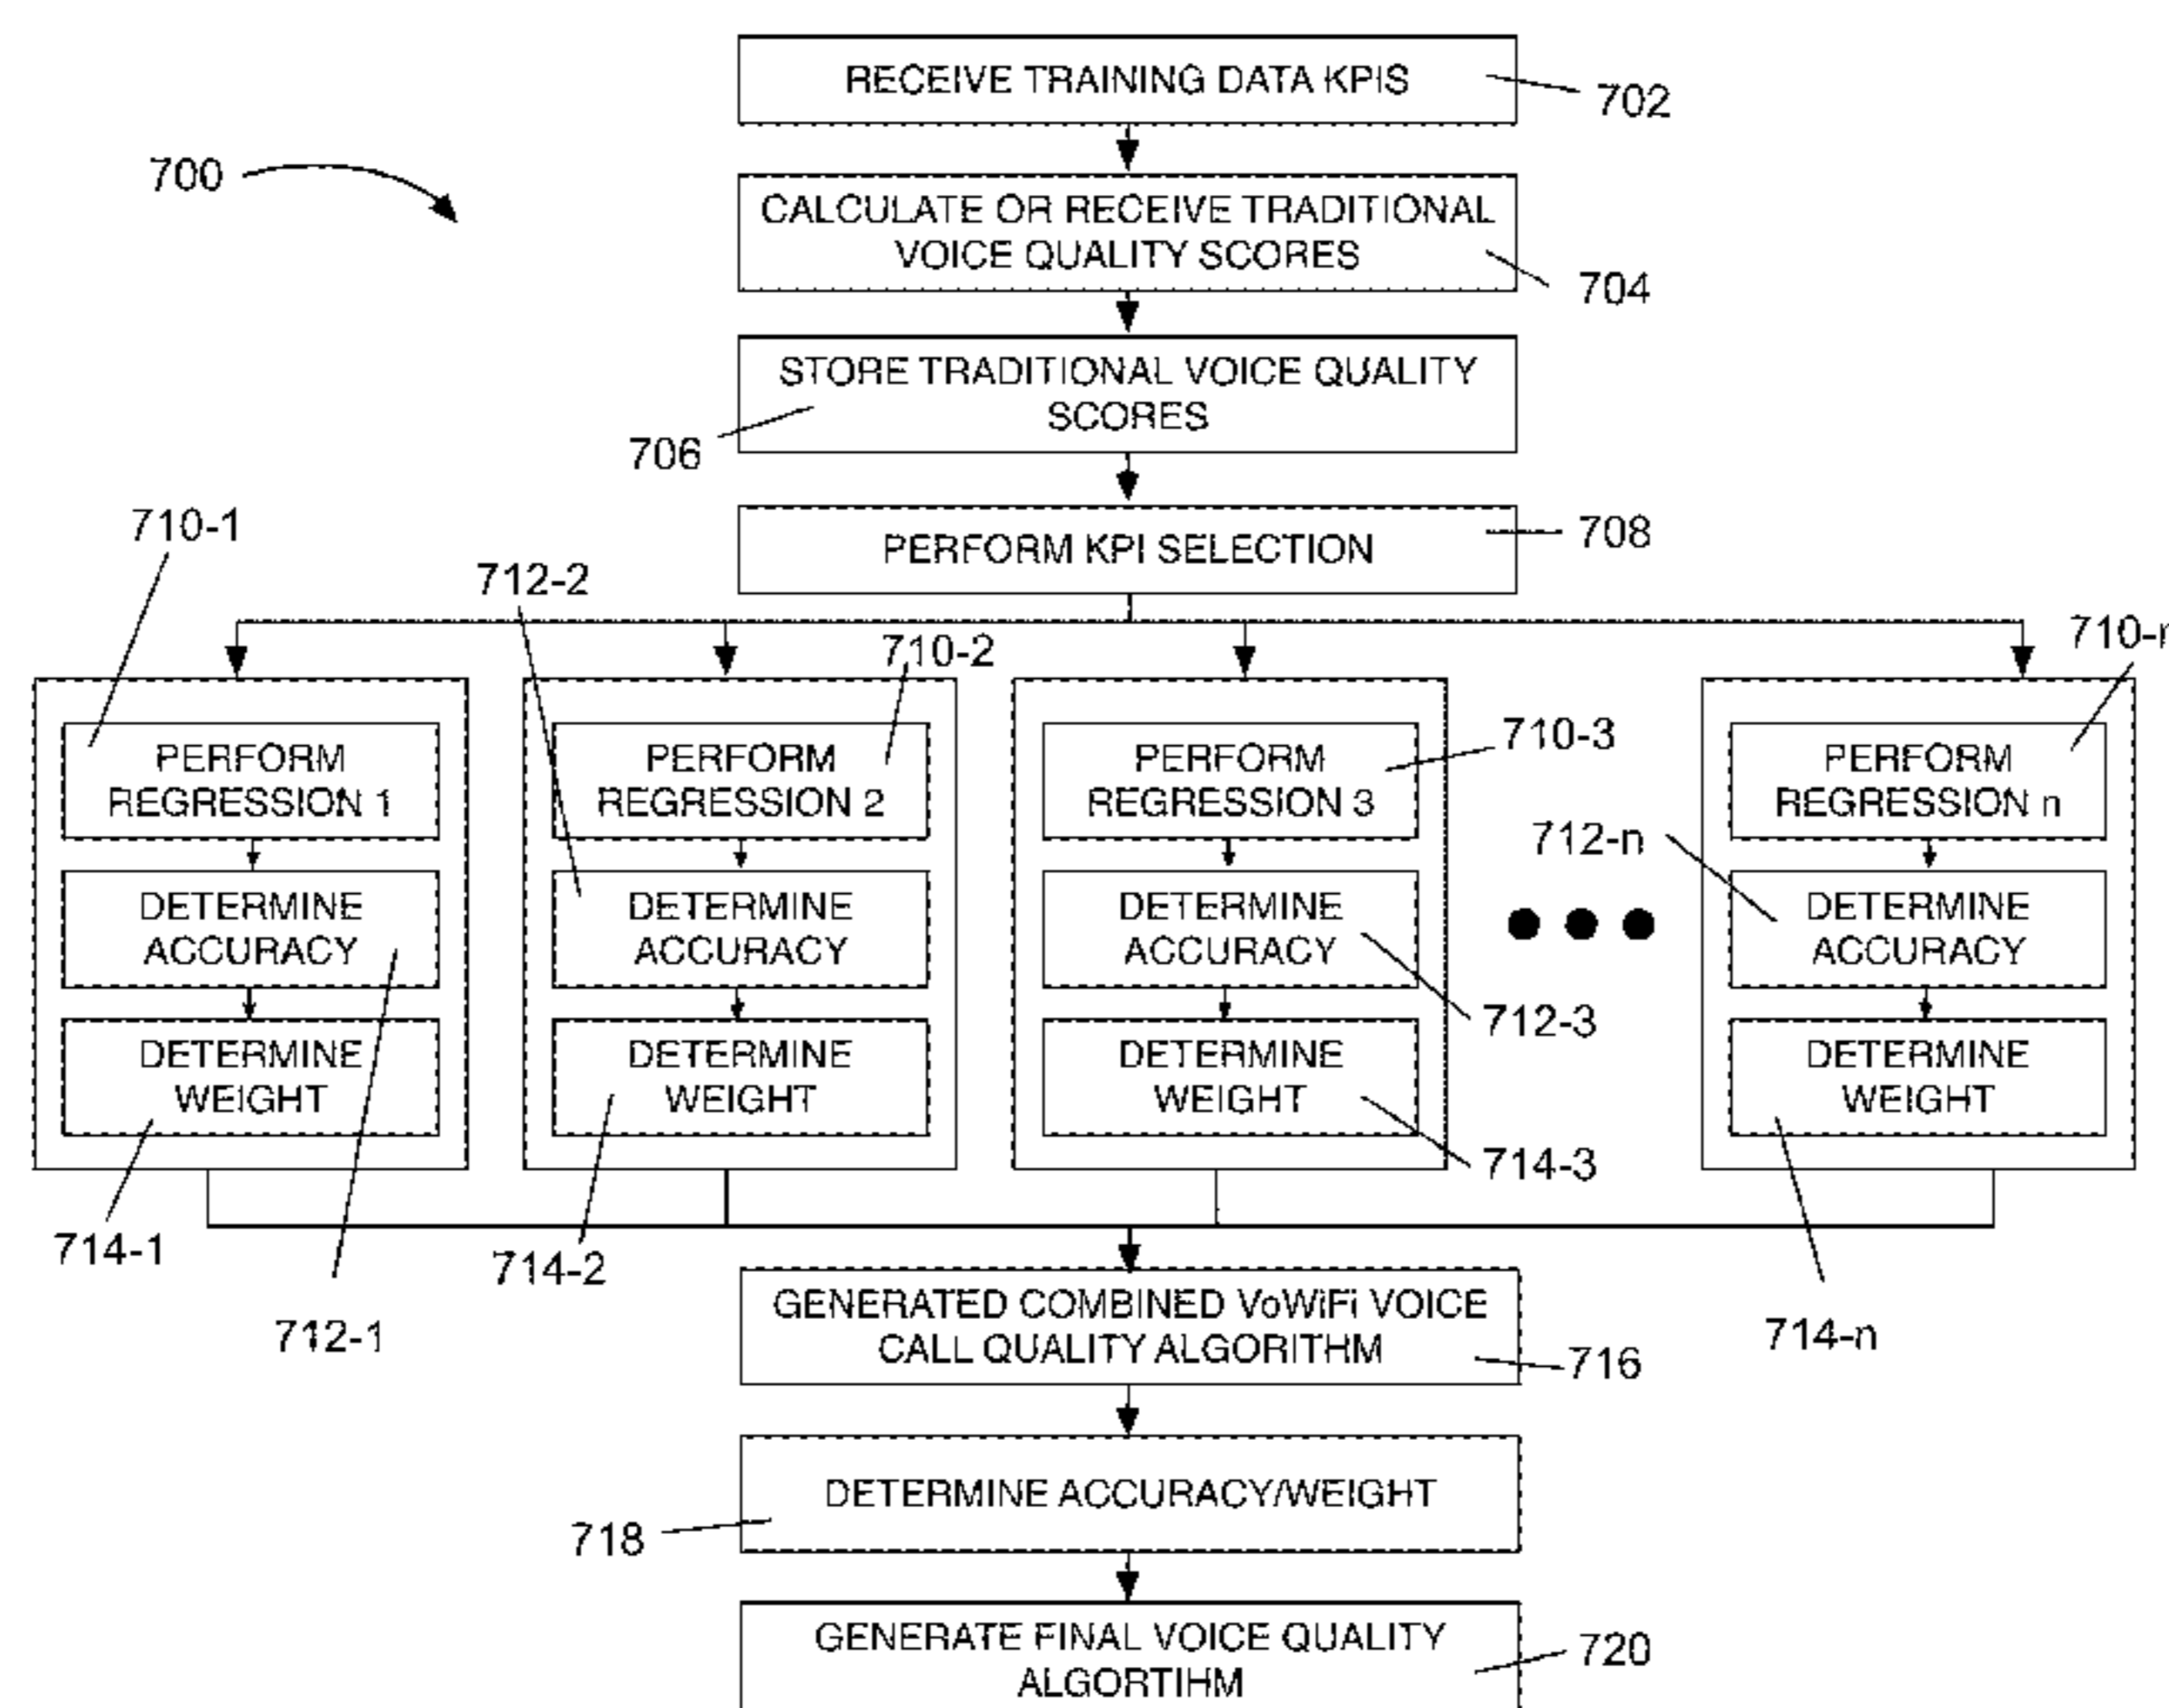 RECEIVE TRAINING DATA KPIS
702
700
CALCULATE OR RECEIVE TRADITIONAL
VOICE QUALITY SCORES
704
STORE TRADITIONAL VOICE QUALITY
SCORES
706
710-1
712-2
PERFORM KPI SELECTION
708
710-2
710-n
PERFORM
REGRESSION 1
PERFORM
REGRESSION 2
PERFORM
REGRESSION 3
710-3
PERFORM
REGRESSION n
712-n
DETERMINE
ACCURACY
DETERMINE
ACCURACY
DETERMINE
ACCURACY
DETERMINE
ACCURACY
712-3
DETERMINE
WEIGHT
DETERMINE
WEIGHT
DETERMINE
WEIGHT
DETERMINE
WEIGHT
714-3
714-1
714-2
712-1
714-n
GENERATED COMBINED VoWiFi VOICE
CALL QUALITY ALGORITHM
716
DETERMINE ACCURACY/WEIGHT
718
GENERATE FINAL VOICE QUALITY
ALGORTIHM
720